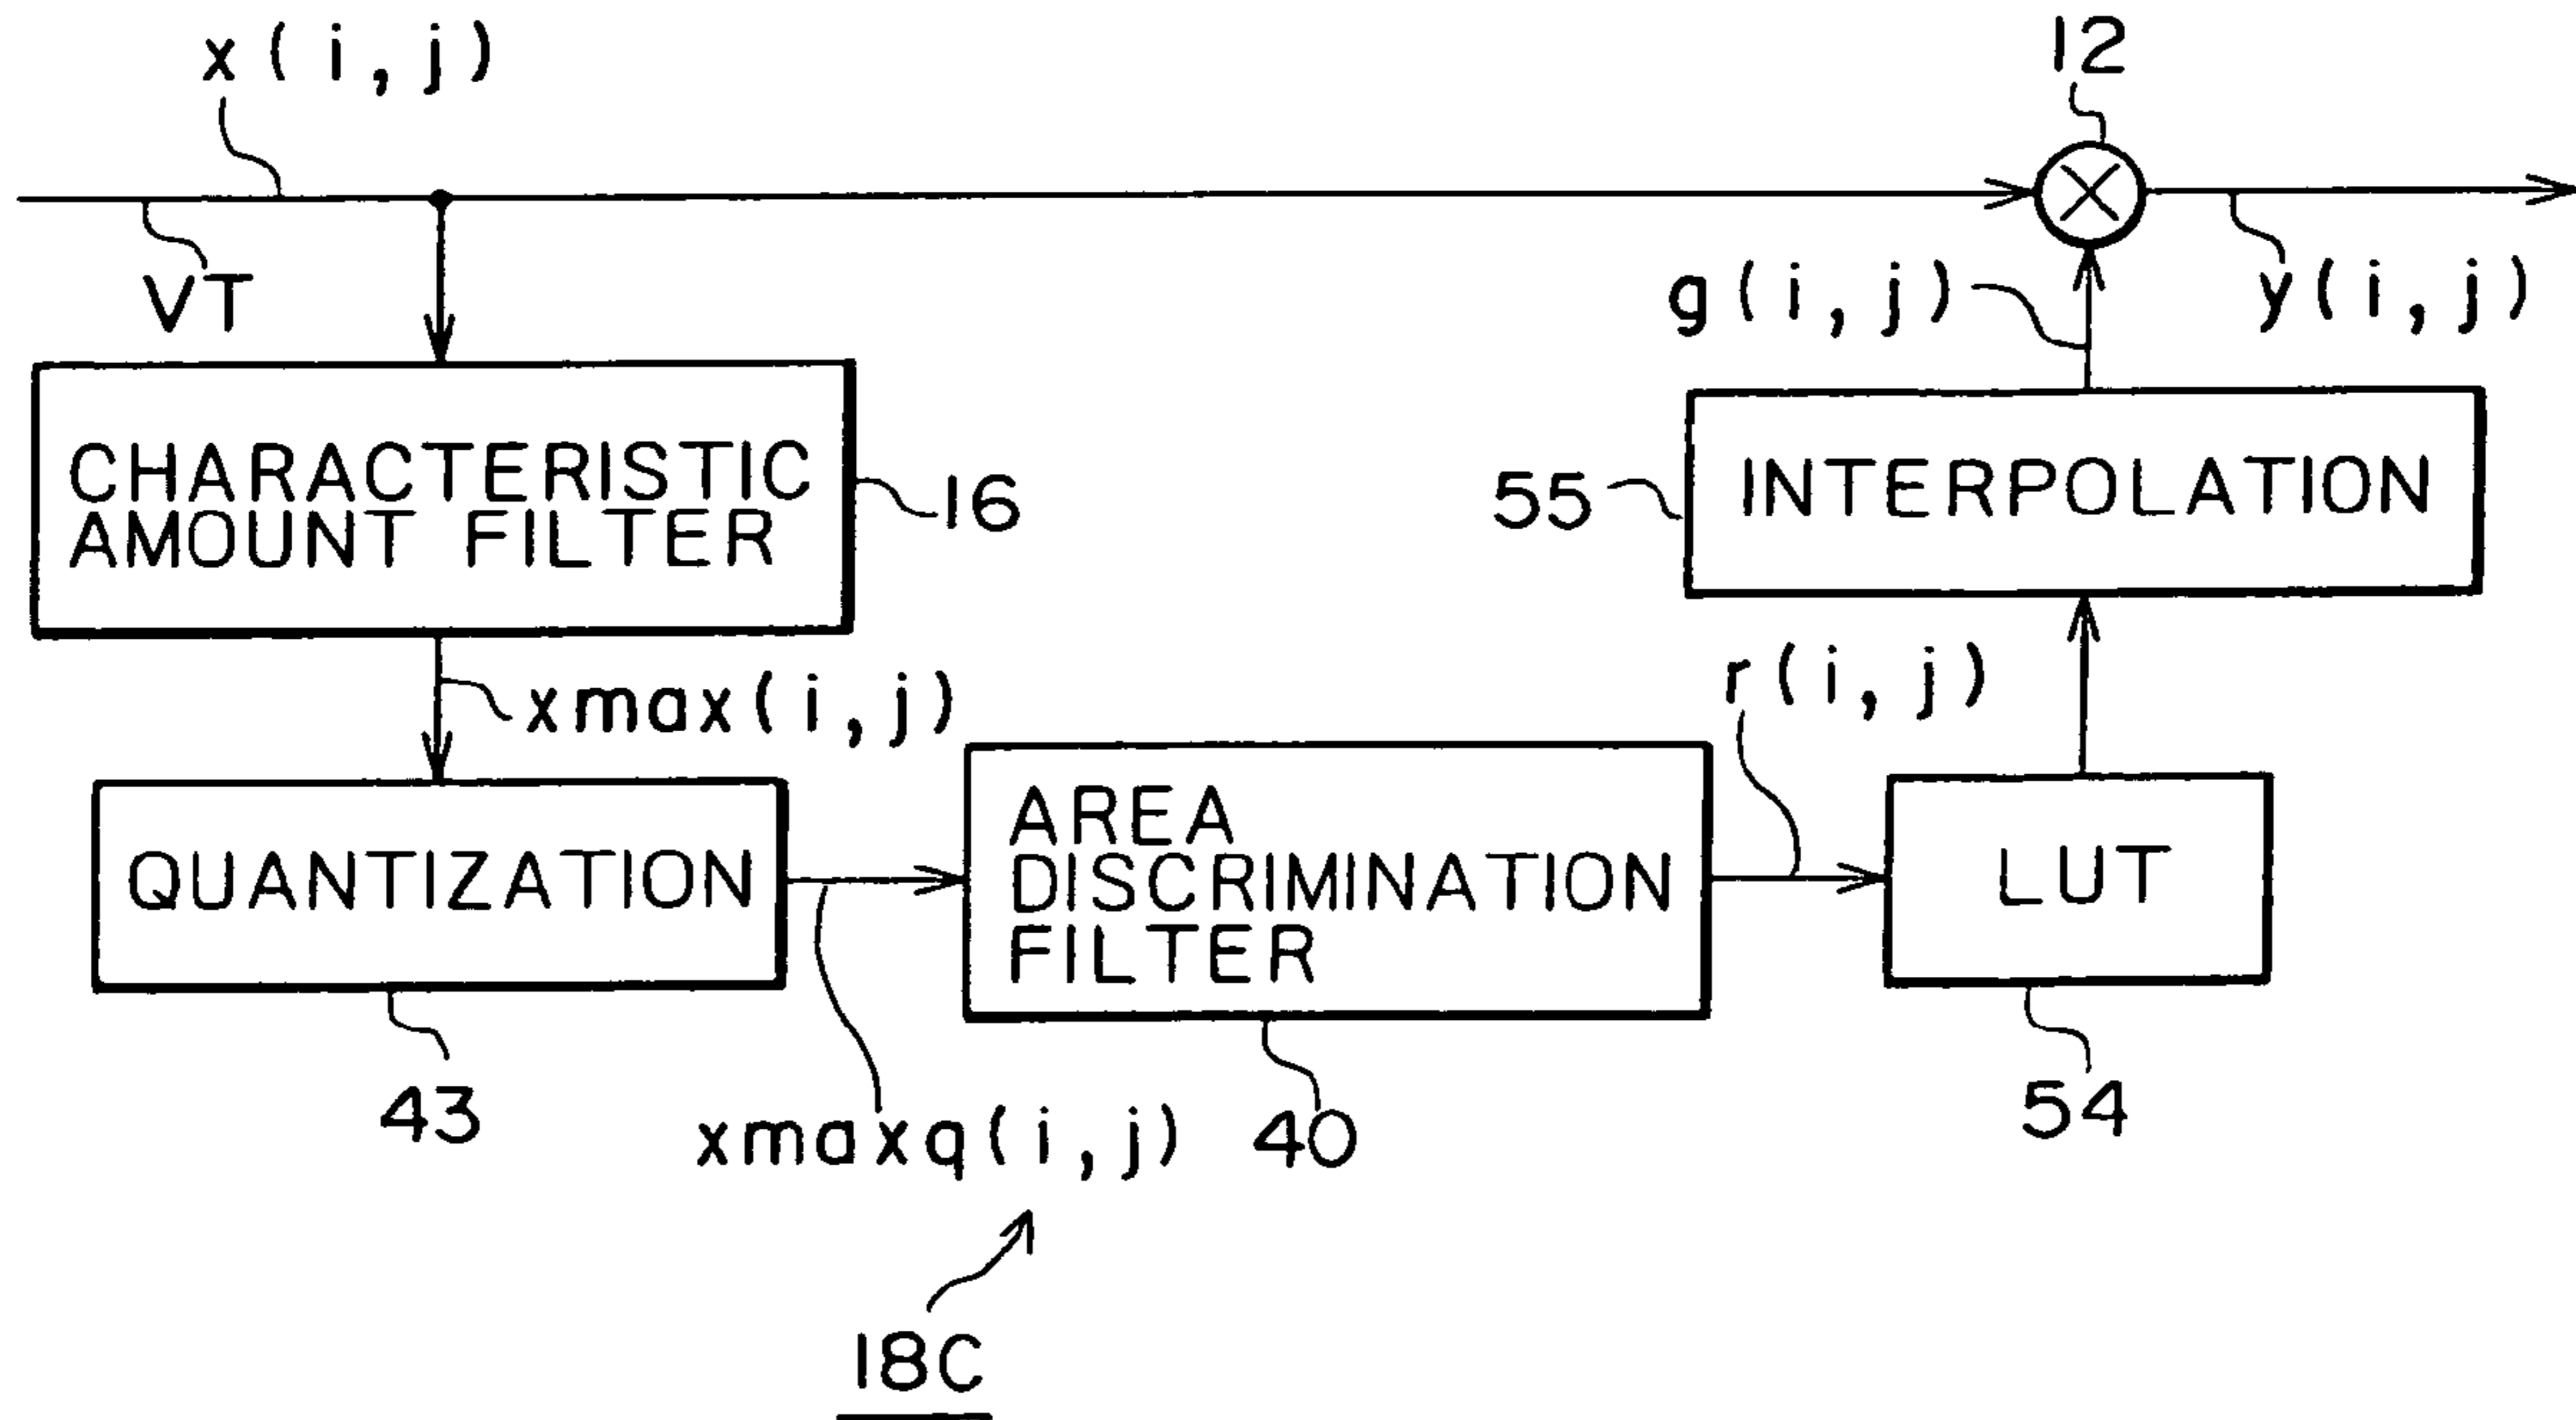 x(i,j)
12
VT
g(i,j)
y(i,j)
CHARACTERISTIC
AMOUNT FILTER
16
55
INTERPOLATION
xmax(i,j)
r(i,j)
QUANTIZATION
AREA
DISCRIMINATION
FILTER
LUT
43
xmaxq(i,j)
40
54
18C